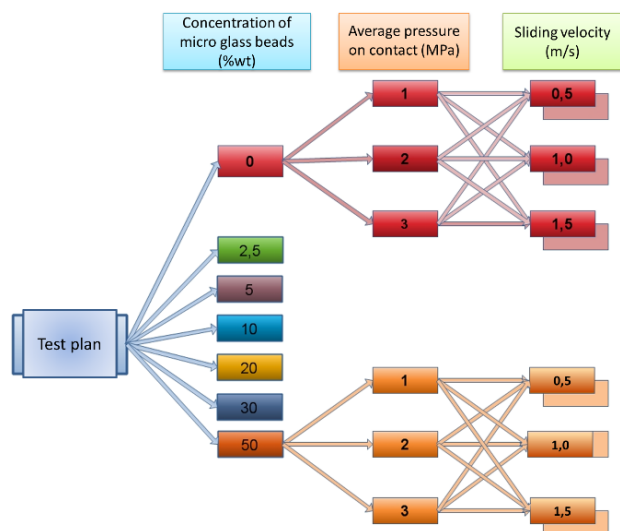 Concentration of
micro glass beads
(%wt)
Average pressure
on contact (MPa)
Sliding velocity
(m/s)
1
0,5
0
2
1,0
3
1,5
2,5
5
10
Test plan
20
1
0,5
30
50
2
1,0
3
1,5